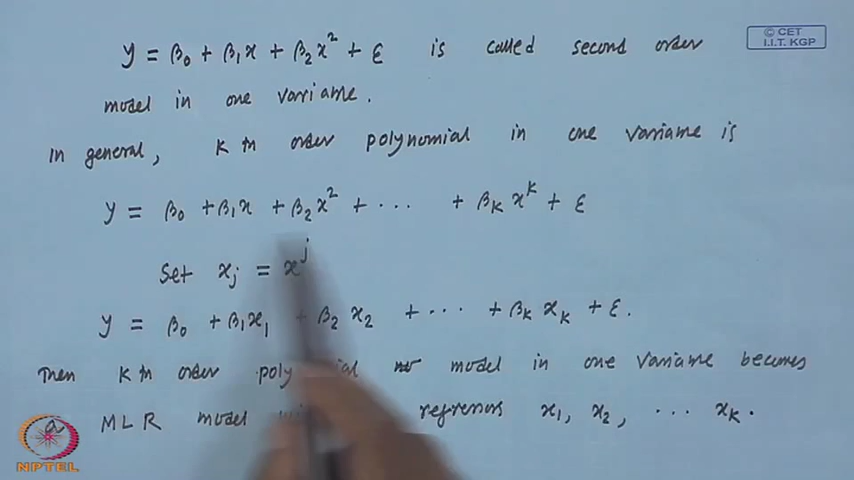 y = β₀ + β₁x + β₂x² + ε is called second order
© CET
I.I.T. KGP
model in one variable.
In general, k th order polynomial in one variable is
y = β₀ + β₁x + β₂x² + ··· + βₖ xᵏ + ε
Set xⱼ = xʲ
y = β₀ + β₁x₁ + β₂ x₂ + ··· + βₖ xₖ + ε.
Then k th order model in one variable becomes
a MLR model regressors x₁, x₂, ··· xₖ.
NPTEL